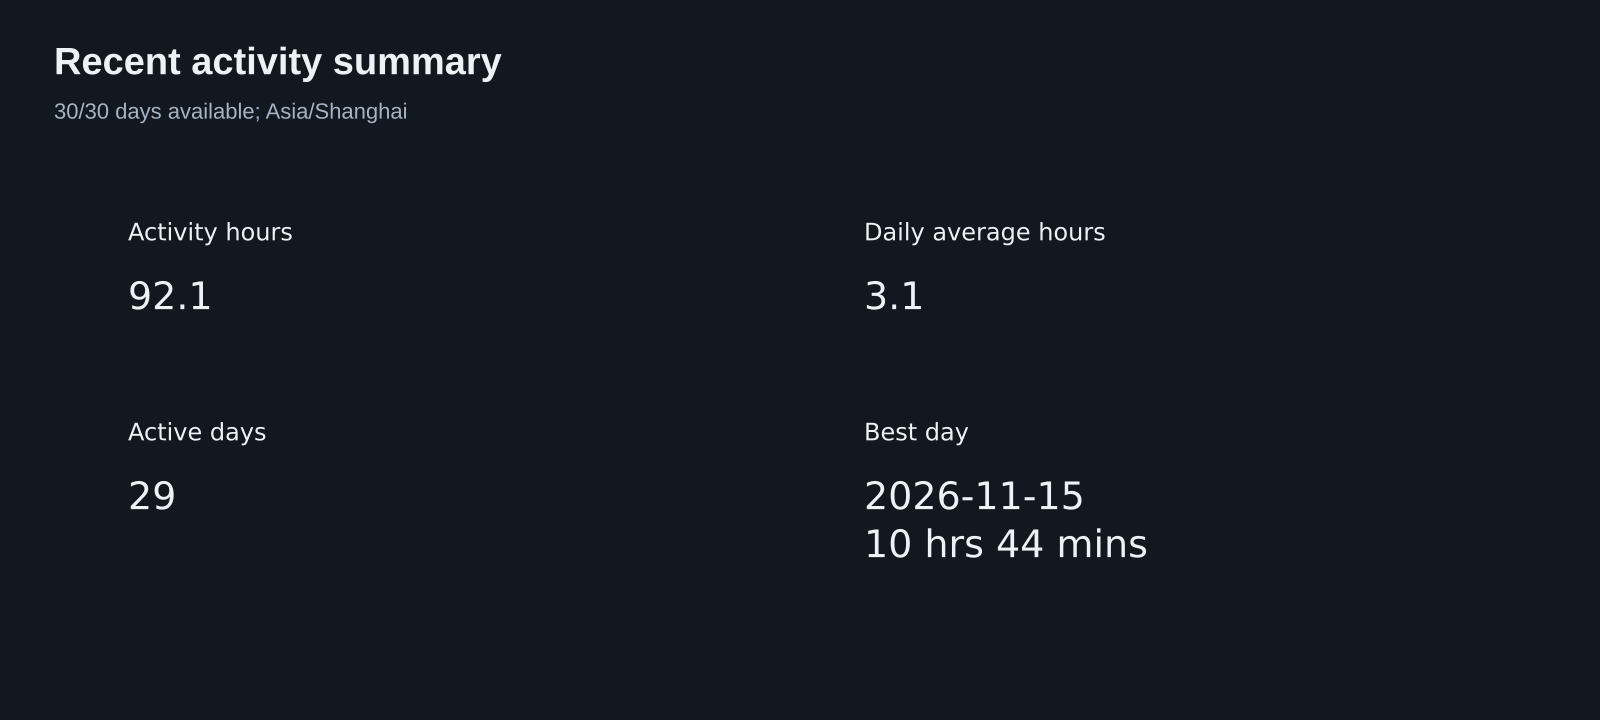 Recent activity summary
30/30 days available; Asia/Shanghai
Activity hours
92.1
Daily average hours
3.1
Active days
29
Best day
2026-11-15
10 hrs 44 mins